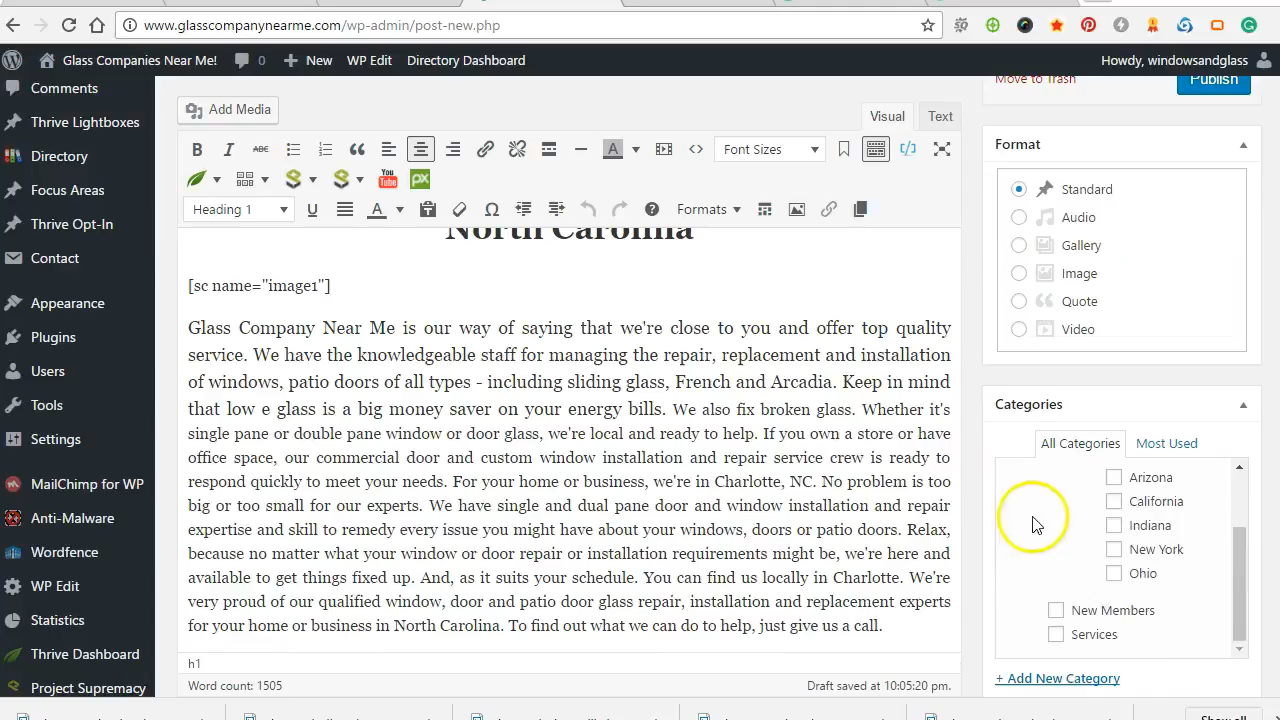 www.glasscompanynearme.com/wp-admin/post-new.php
Glass Companies Near Me!
0
New
WP Edit
Directory Dashboard
Howdy, windowsandglass
Comments
Thrive Lightboxes
Directory
Focus Areas
Thrive Opt-In
Contact
Appearance
Plugins
Users
Tools
Settings
MailChimp for WP
Anti-Malware
Wordfence
WP Edit
Statistics
Thrive Dashboard
Project Supremacy
Add Media
Visual
Text
B
I
ABC
A
Font Sizes
You
Tube
px
Heading 1
U
A
Formats
North Carolina
[sc name="image1"]
Glass Company Near Me is our way of saying that we're close to you and offer top quality
service. We have the knowledgeable staff for managing the repair, replacement and installation
of windows, patio doors of all types - including sliding glass, French and Arcadia. Keep in mind
that low e glass is a big money saver on your energy bills. We also fix broken glass. Whether it's
single pane or double pane window or door glass, we're local and ready to help. If you own a store or have
office space, our commercial door and custom window installation and repair service crew is ready to
respond quickly to meet your needs. For your home or business, we're in Charlotte, NC. No problem is too
big or too small for our experts. We have single and dual pane door and window installation and repair
expertise and skill to remedy every issue you might have about your windows, doors or patio doors. Relax,
because no matter what your window or door repair or installation requirements might be, we're here and
available to get things fixed up. And, as it suits your schedule. You can find us locally in Charlotte. We're
very proud of our qualified window, door and patio door glass repair, installation and replacement experts
for your home or business in North Carolina. To find out what we can do to help, just give us a call.
h1
Word count: 1505
Draft saved at 10:05:20 pm.
Move to Trash
Publish
Format
Standard
Audio
Gallery
Image
Quote
Video
Categories
All Categories
Most Used
Arizona
California
Indiana
New York
Ohio
New Members
Services
+ Add New Category
Show all